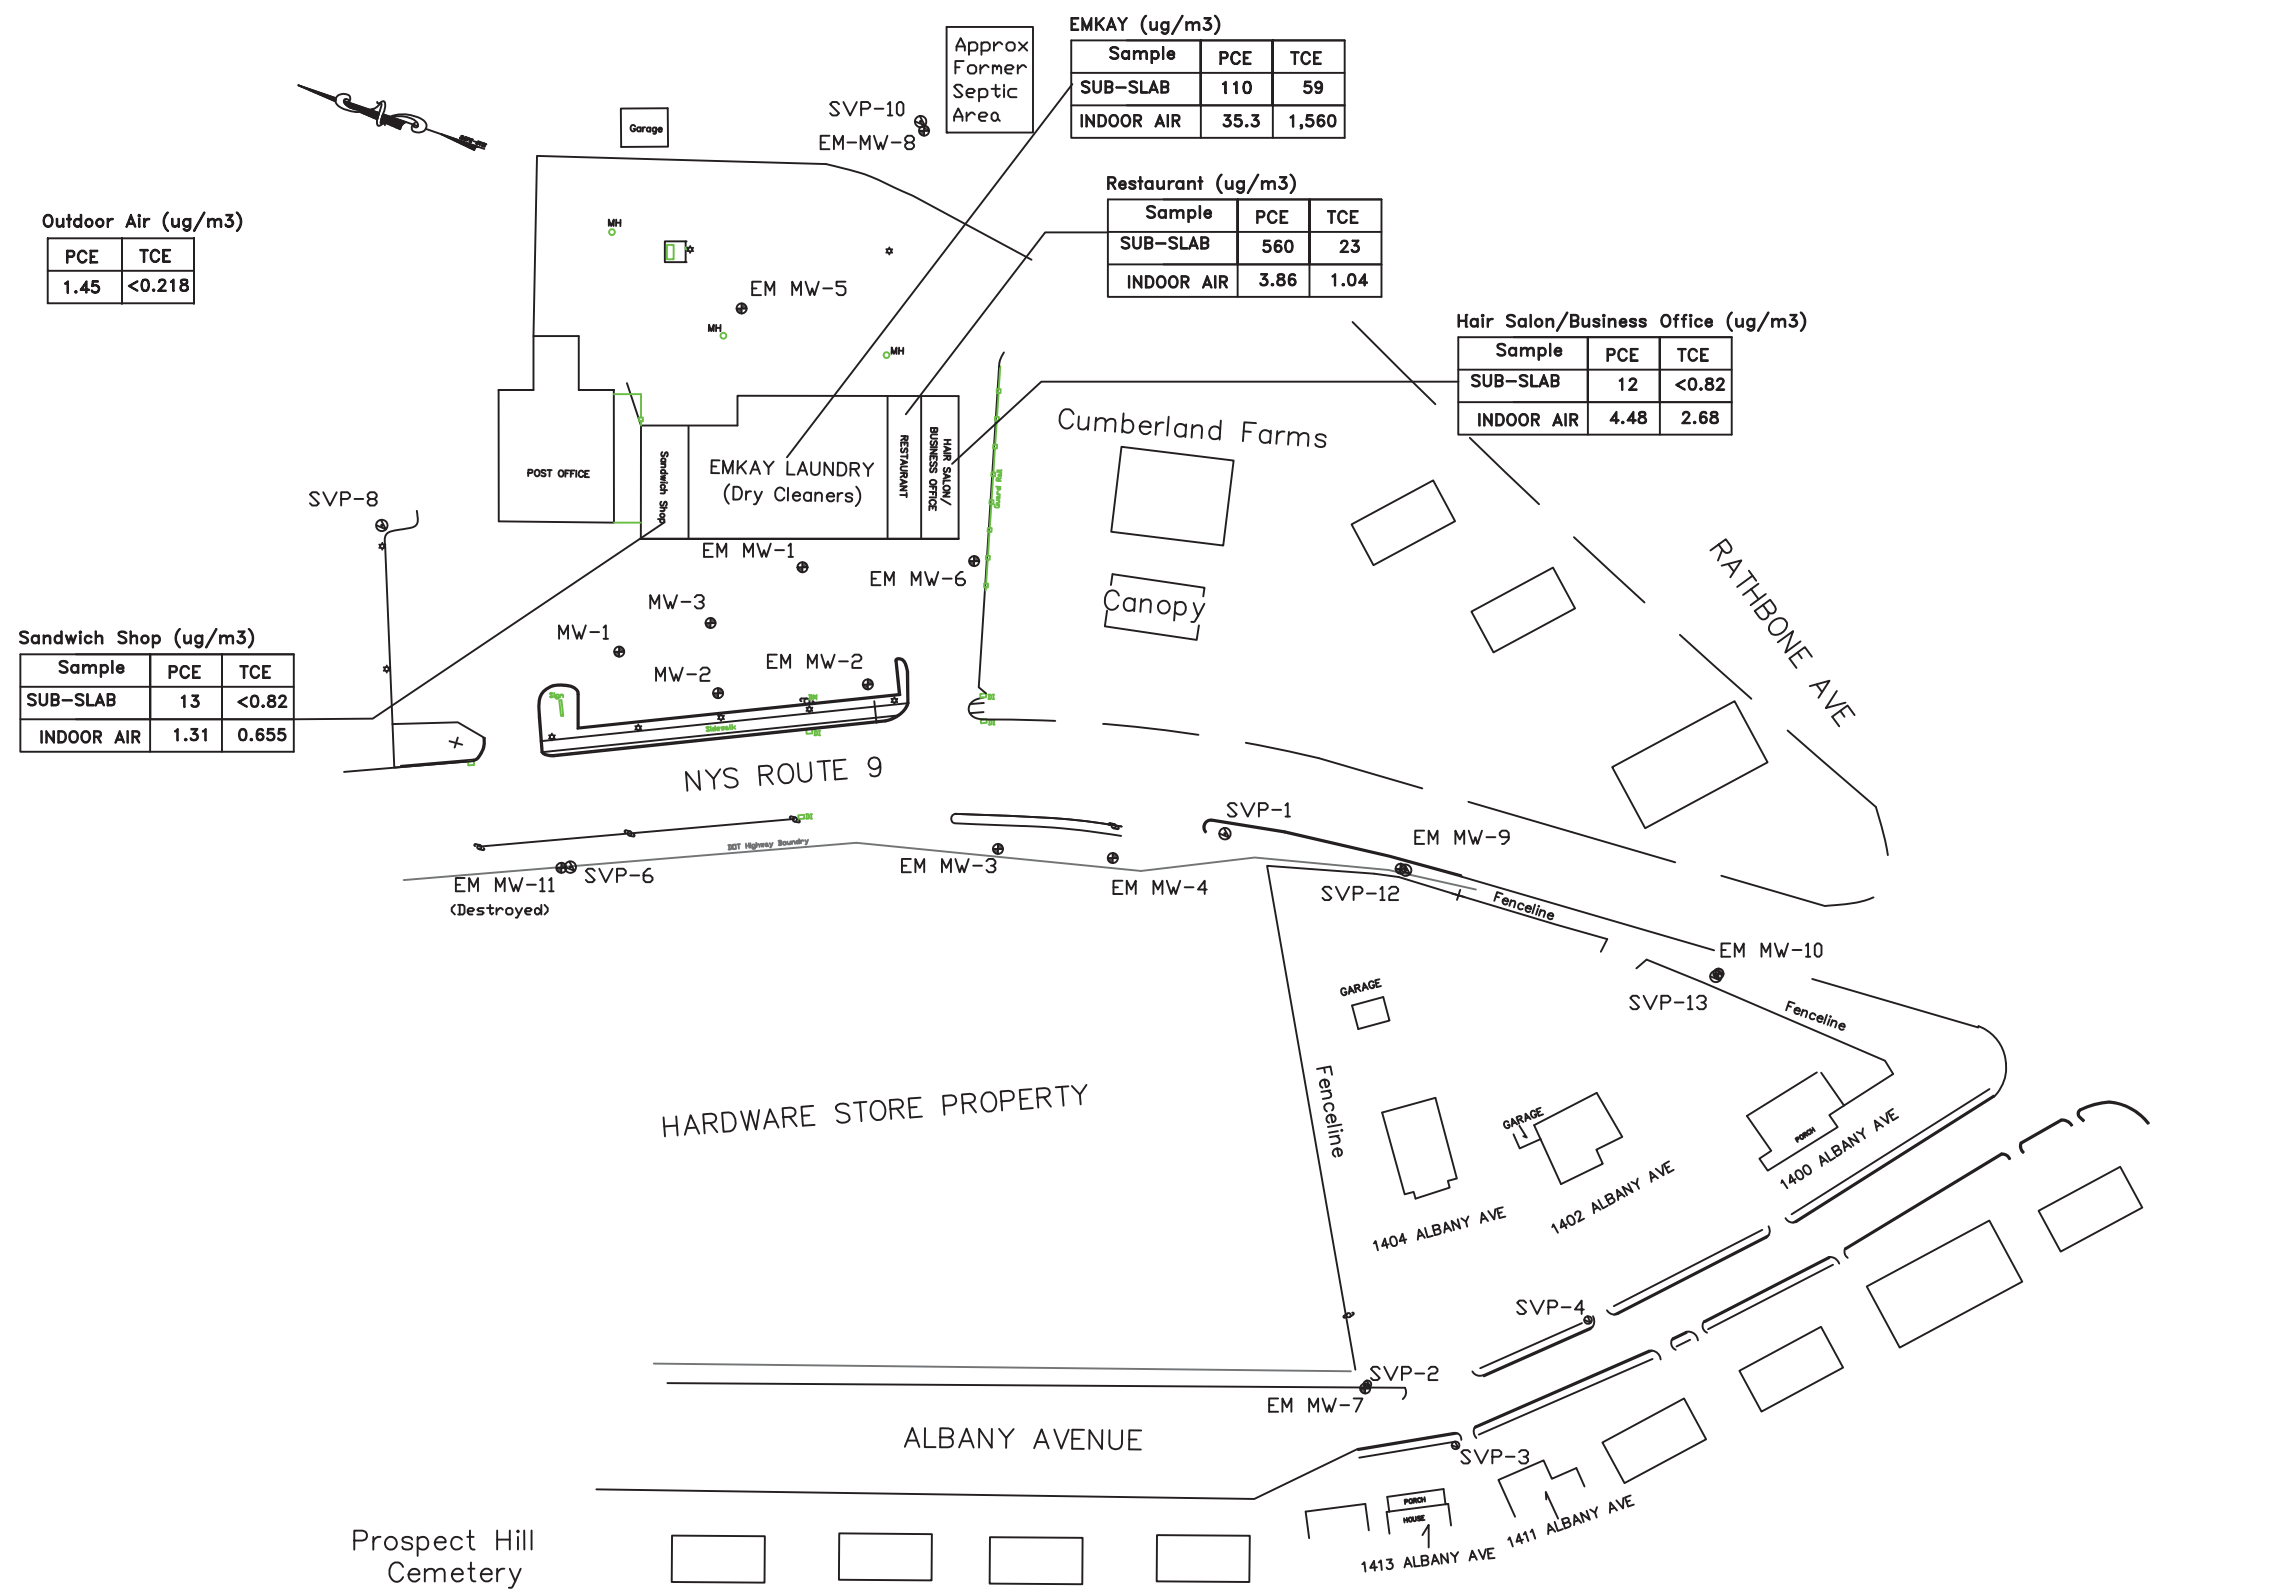 EMKAY (ug/m3)
Sample PCE TCE
SUB-SLAB 110 59
INDOOR AIR 35.3 1,560
Approx
Former
Septic
Area
SVP-10
EM-MW-8
Garage
Restaurant (ug/m3)
Sample PCE TCE
SUB-SLAB 560 23
INDOOR AIR 3.86 1.04
Outdoor Air (ug/m3)
PCE TCE
1.45 <0.218
MH
EM MW-5
MH
MH
Hair Salon/Business Office (ug/m3)
Sample PCE TCE
SUB-SLAB 12 <0.82
INDOOR AIR 4.48 2.68
Cumberland Farms
POST OFFICE
Sandwich Shop
EMKAY LAUNDRY
(Dry Cleaners)
RESTAURANT
HAIR SALON/
BUSINESS OFFICE
Guard Rail
SVP-8
EM MW-1
EM MW-6
Canopy
RATHBONE AVE
MW-3
MW-1
Sandwich Shop (ug/m3)
Sample PCE TCE
SUB-SLAB 13 <0.82
INDOOR AIR 1.31 0.655
MW-2
EM MW-2
Sign
Sidewalk
NYS ROUTE 9
DOT Highway Boundry
SVP-1
EM MW-9
EM MW-3
EM MW-4
EM MW-11
(Destroyed)
SVP-6
SVP-12
Fenceline
EM MW-10
SVP-13
Fenceline
GARAGE
Fenceline
HARDWARE STORE PROPERTY
GARAGE
PORCH
1400 ALBANY AVE
1402 ALBANY AVE
1404 ALBANY AVE
SVP-4
SVP-2
EM MW-7
ALBANY AVENUE
SVP-3
PORCH
HOUSE
1411 ALBANY AVE
1413 ALBANY AVE
Prospect Hill
Cemetery